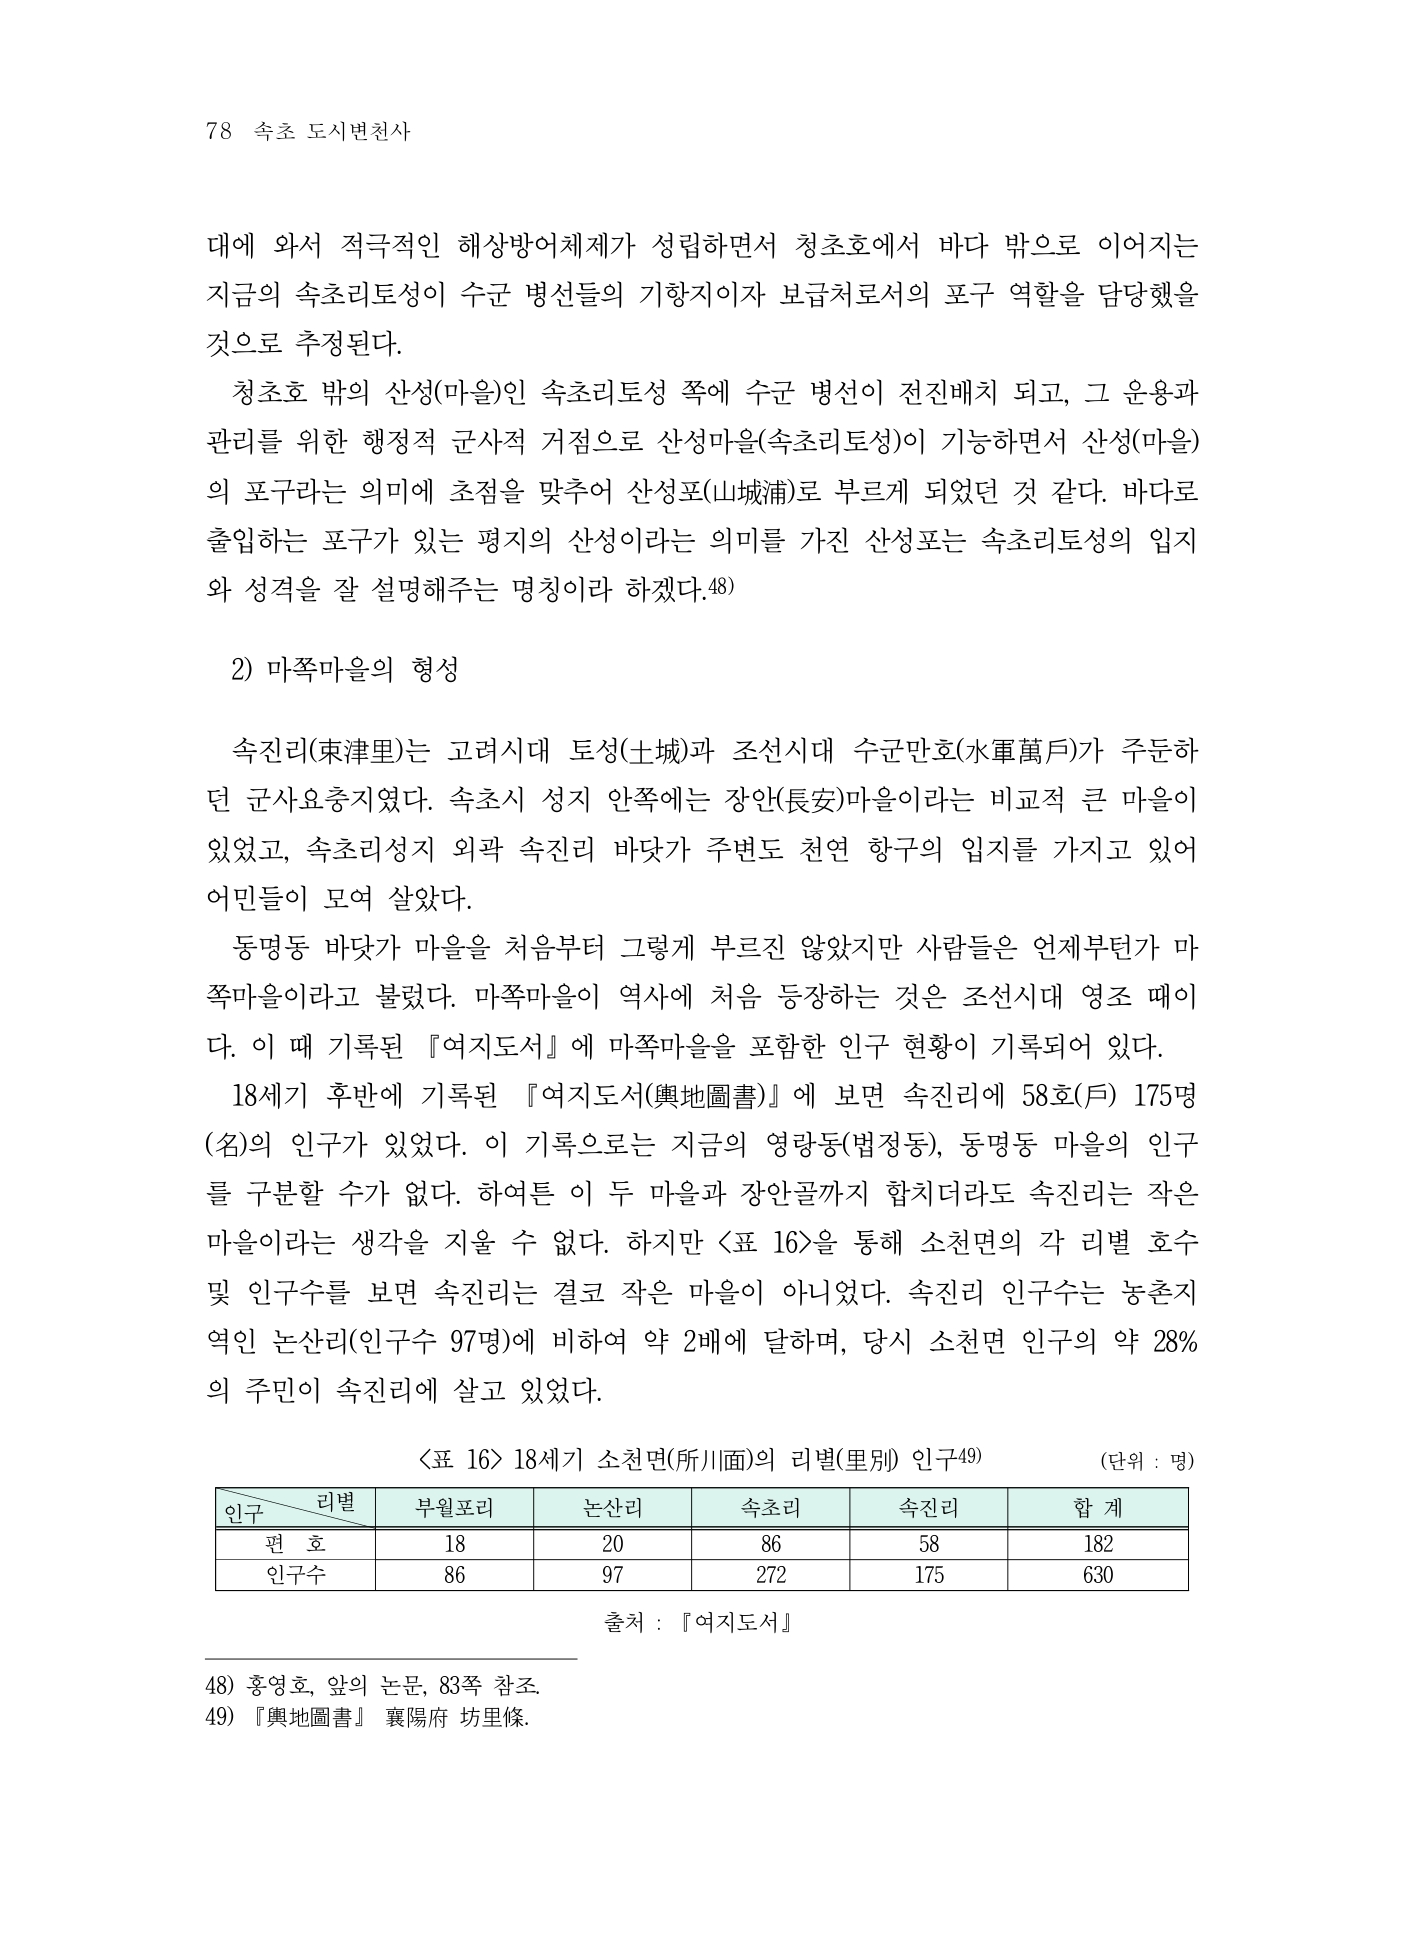 78 속초 도시변천사
대에 와서 적극적인 해상방어체제가 성립하면서 청초호에서 바다 밖으로 이어지는
지금의 속초리토성이 수군 병선들의 기항지이자 보급처로서의 포구 역할을 담당했을
것으로 추정된다.
청초호 밖의 산성(마을)인 속초리토성 쪽에 수군 병선이 전진배치 되고, 그 운용과
관리를 위한 행정적 군사적 거점으로 산성마을(속초리토성)이 기능하면서 산성(마을)
의 포구라는 의미에 초점을 맞추어 산성포(山城浦)로 부르게 되었던 것 같다. 바다로
출입하는 포구가 있는 평지의 산성이라는 의미를 가진 산성포는 속초리토성의 입지
와 성격을 잘 설명해주는 명칭이라 하겠다.48)
2) 마쪽마을의 형성
속진리(束津里)는 고려시대 토성(土城)과 조선시대 수군만호(水軍萬戶)가 주둔하
던 군사요충지였다. 속초시 성지 안쪽에는 장안(長安)마을이라는 비교적 큰 마을이
있었고, 속초리성지 외곽 속진리 바닷가 주변도 천연 항구의 입지를 가지고 있어
어민들이 모여 살았다.
동명동 바닷가 마을을 처음부터 그렇게 부르진 않았지만 사람들은 언제부턴가 마
쪽마을이라고 불렀다. 마쪽마을이 역사에 처음 등장하는 것은 조선시대 영조 때이
다. 이 때 기록된 『여지도서』에 마쪽마을을 포함한 인구 현황이 기록되어 있다.
18세기 후반에 기록된 『여지도서(輿地圖書)』에 보면 속진리에 58호(戶) 175명
(名)의 인구가 있었다. 이 기록으로는 지금의 영랑동(법정동), 동명동 마을의 인구
를 구분할 수가 없다. 하여튼 이 두 마을과 장안골까지 합치더라도 속진리는 작은
마을이라는 생각을 지울 수 없다. 하지만 <표 16>을 통해 소천면의 각 리별 호수
및 인구수를 보면 속진리는 결코 작은 마을이 아니었다. 속진리 인구수는 농촌지
역인 논산리(인구수 97명)에 비하여 약 2배에 달하며, 당시 소천면 인구의 약 28%
의 주민이 속진리에 살고 있었다.
<표 16> 18세기 소천면(所川面)의 리별(里別) 인구49) (단위 : 명)
인구 리별 부월포리 논산리 속초리 속진리 합 계
편 호 18 20 86 58 182
인구수 86 97 272 175 630
출처 : 『여지도서』
48) 홍영호, 앞의 논문, 83쪽 참조.
49) 『輿地圖書』 襄陽府 坊里條.